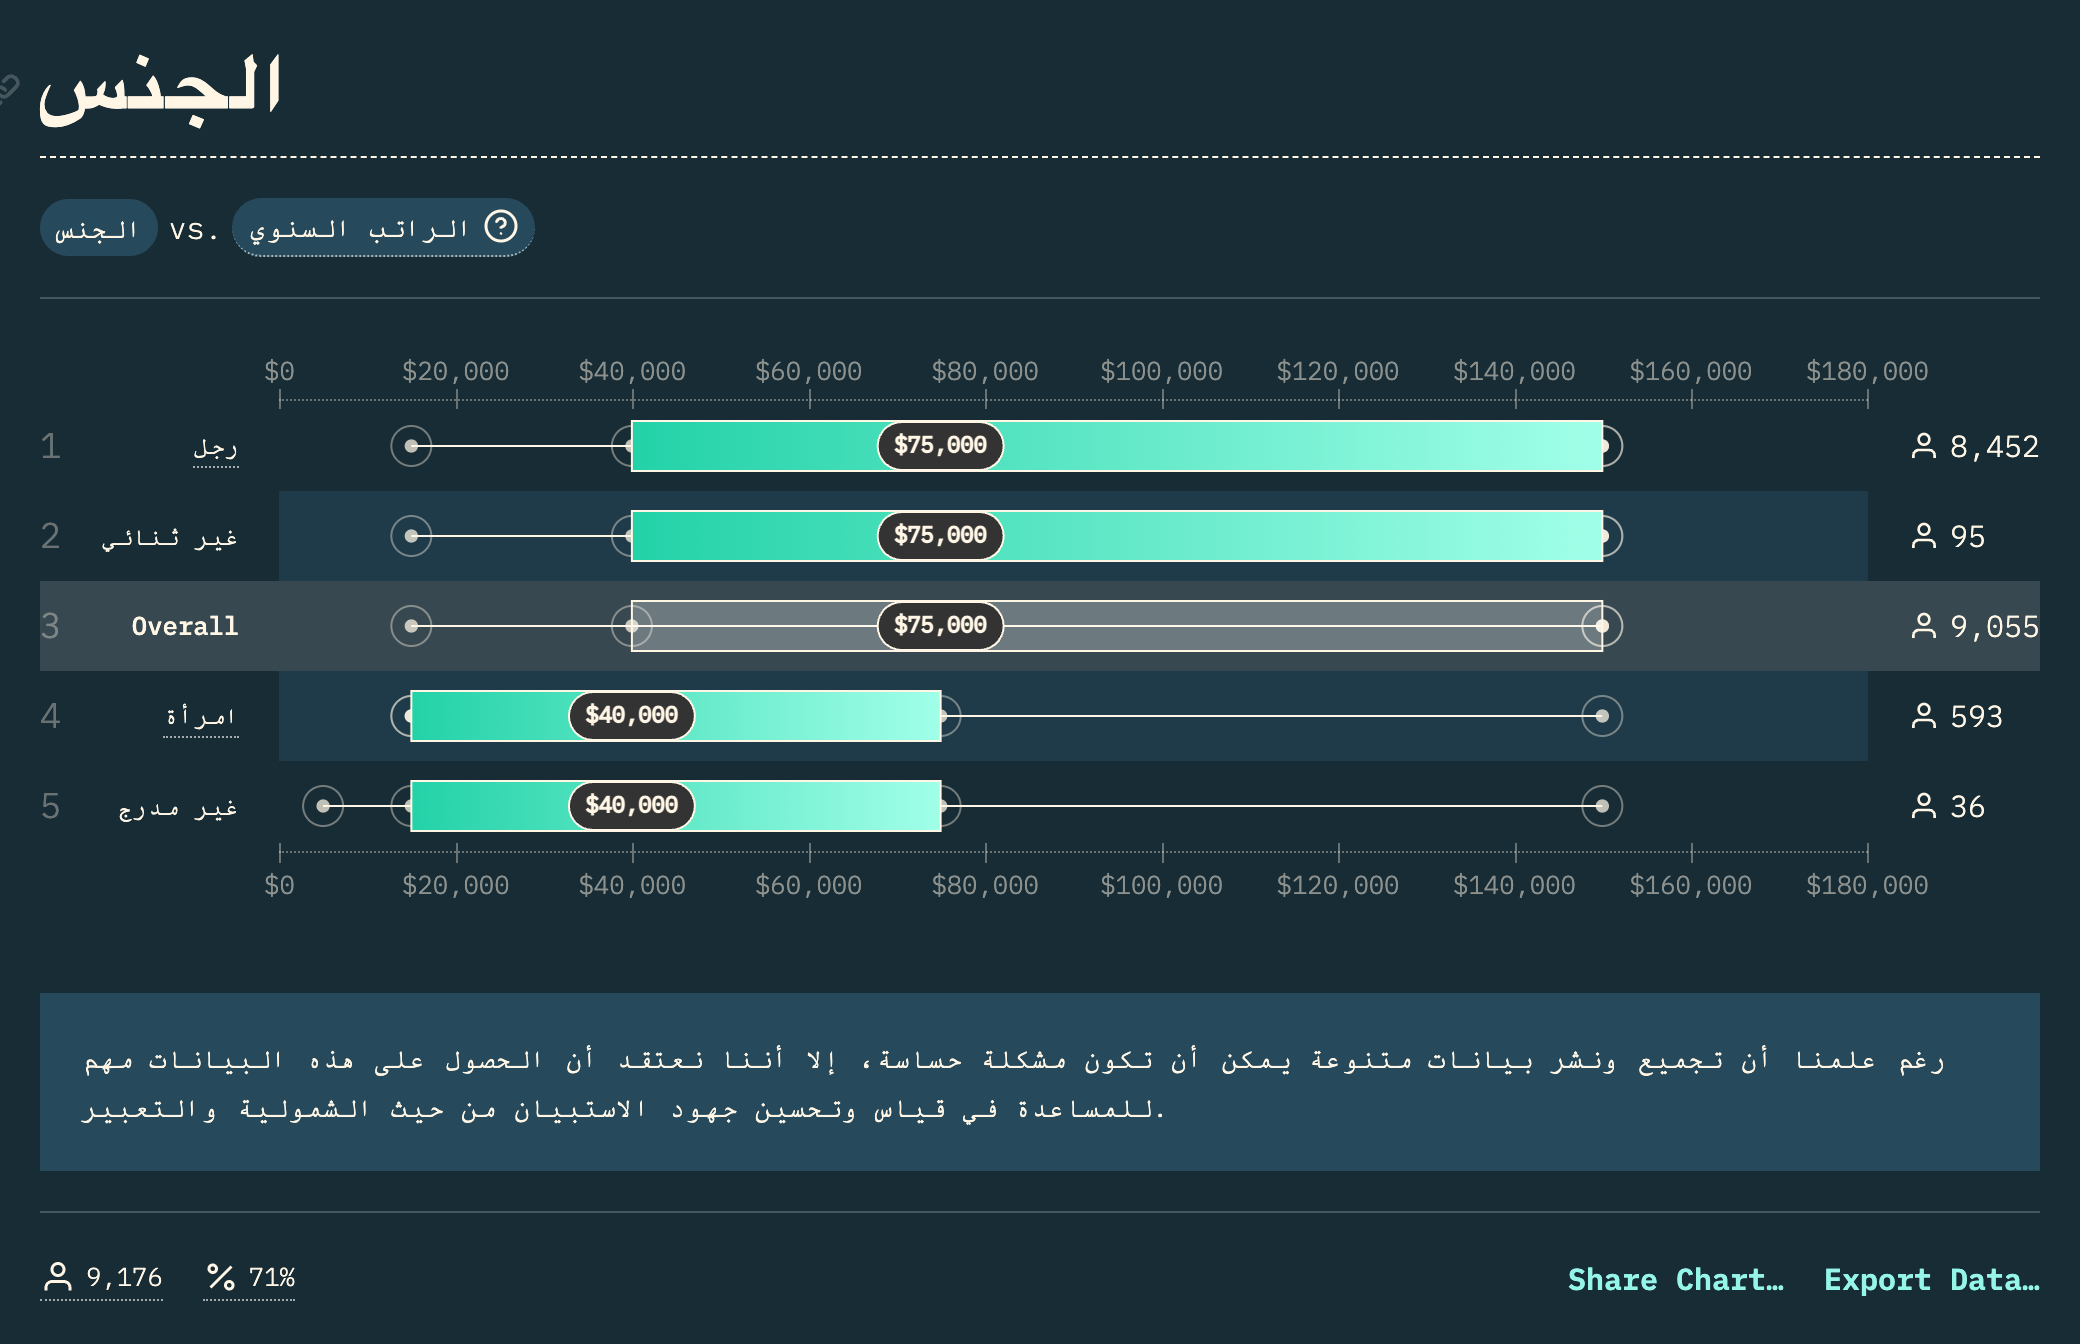 الجنس
الجنس vs. الراتب السنوي
$0 $20,000 $40,000 $60,000 $80,000 $100,000 $120,000 $140,000 $160,000 $180,000
1 رجل $75,000 8,452
2 غير ثنائي $75,000 95
3 Overall $75,000 9,055
4 امرأة $40,000 593
5 غير مدرج $40,000 36
$0 $20,000 $40,000 $60,000 $80,000 $100,000 $120,000 $140,000 $160,000 $180,000
رغم علمنا أن تجميع ونشر بيانات متنوعة يمكن أن تكون مشكلة حساسة، إلا أننا نعتقد أن الحصول على هذه البيانات مهم
للمساعدة في قياس وتحسين جهود الاستبيان من حيث الشمولية والتعبير.
9,176 71% Share Chart… Export Data…